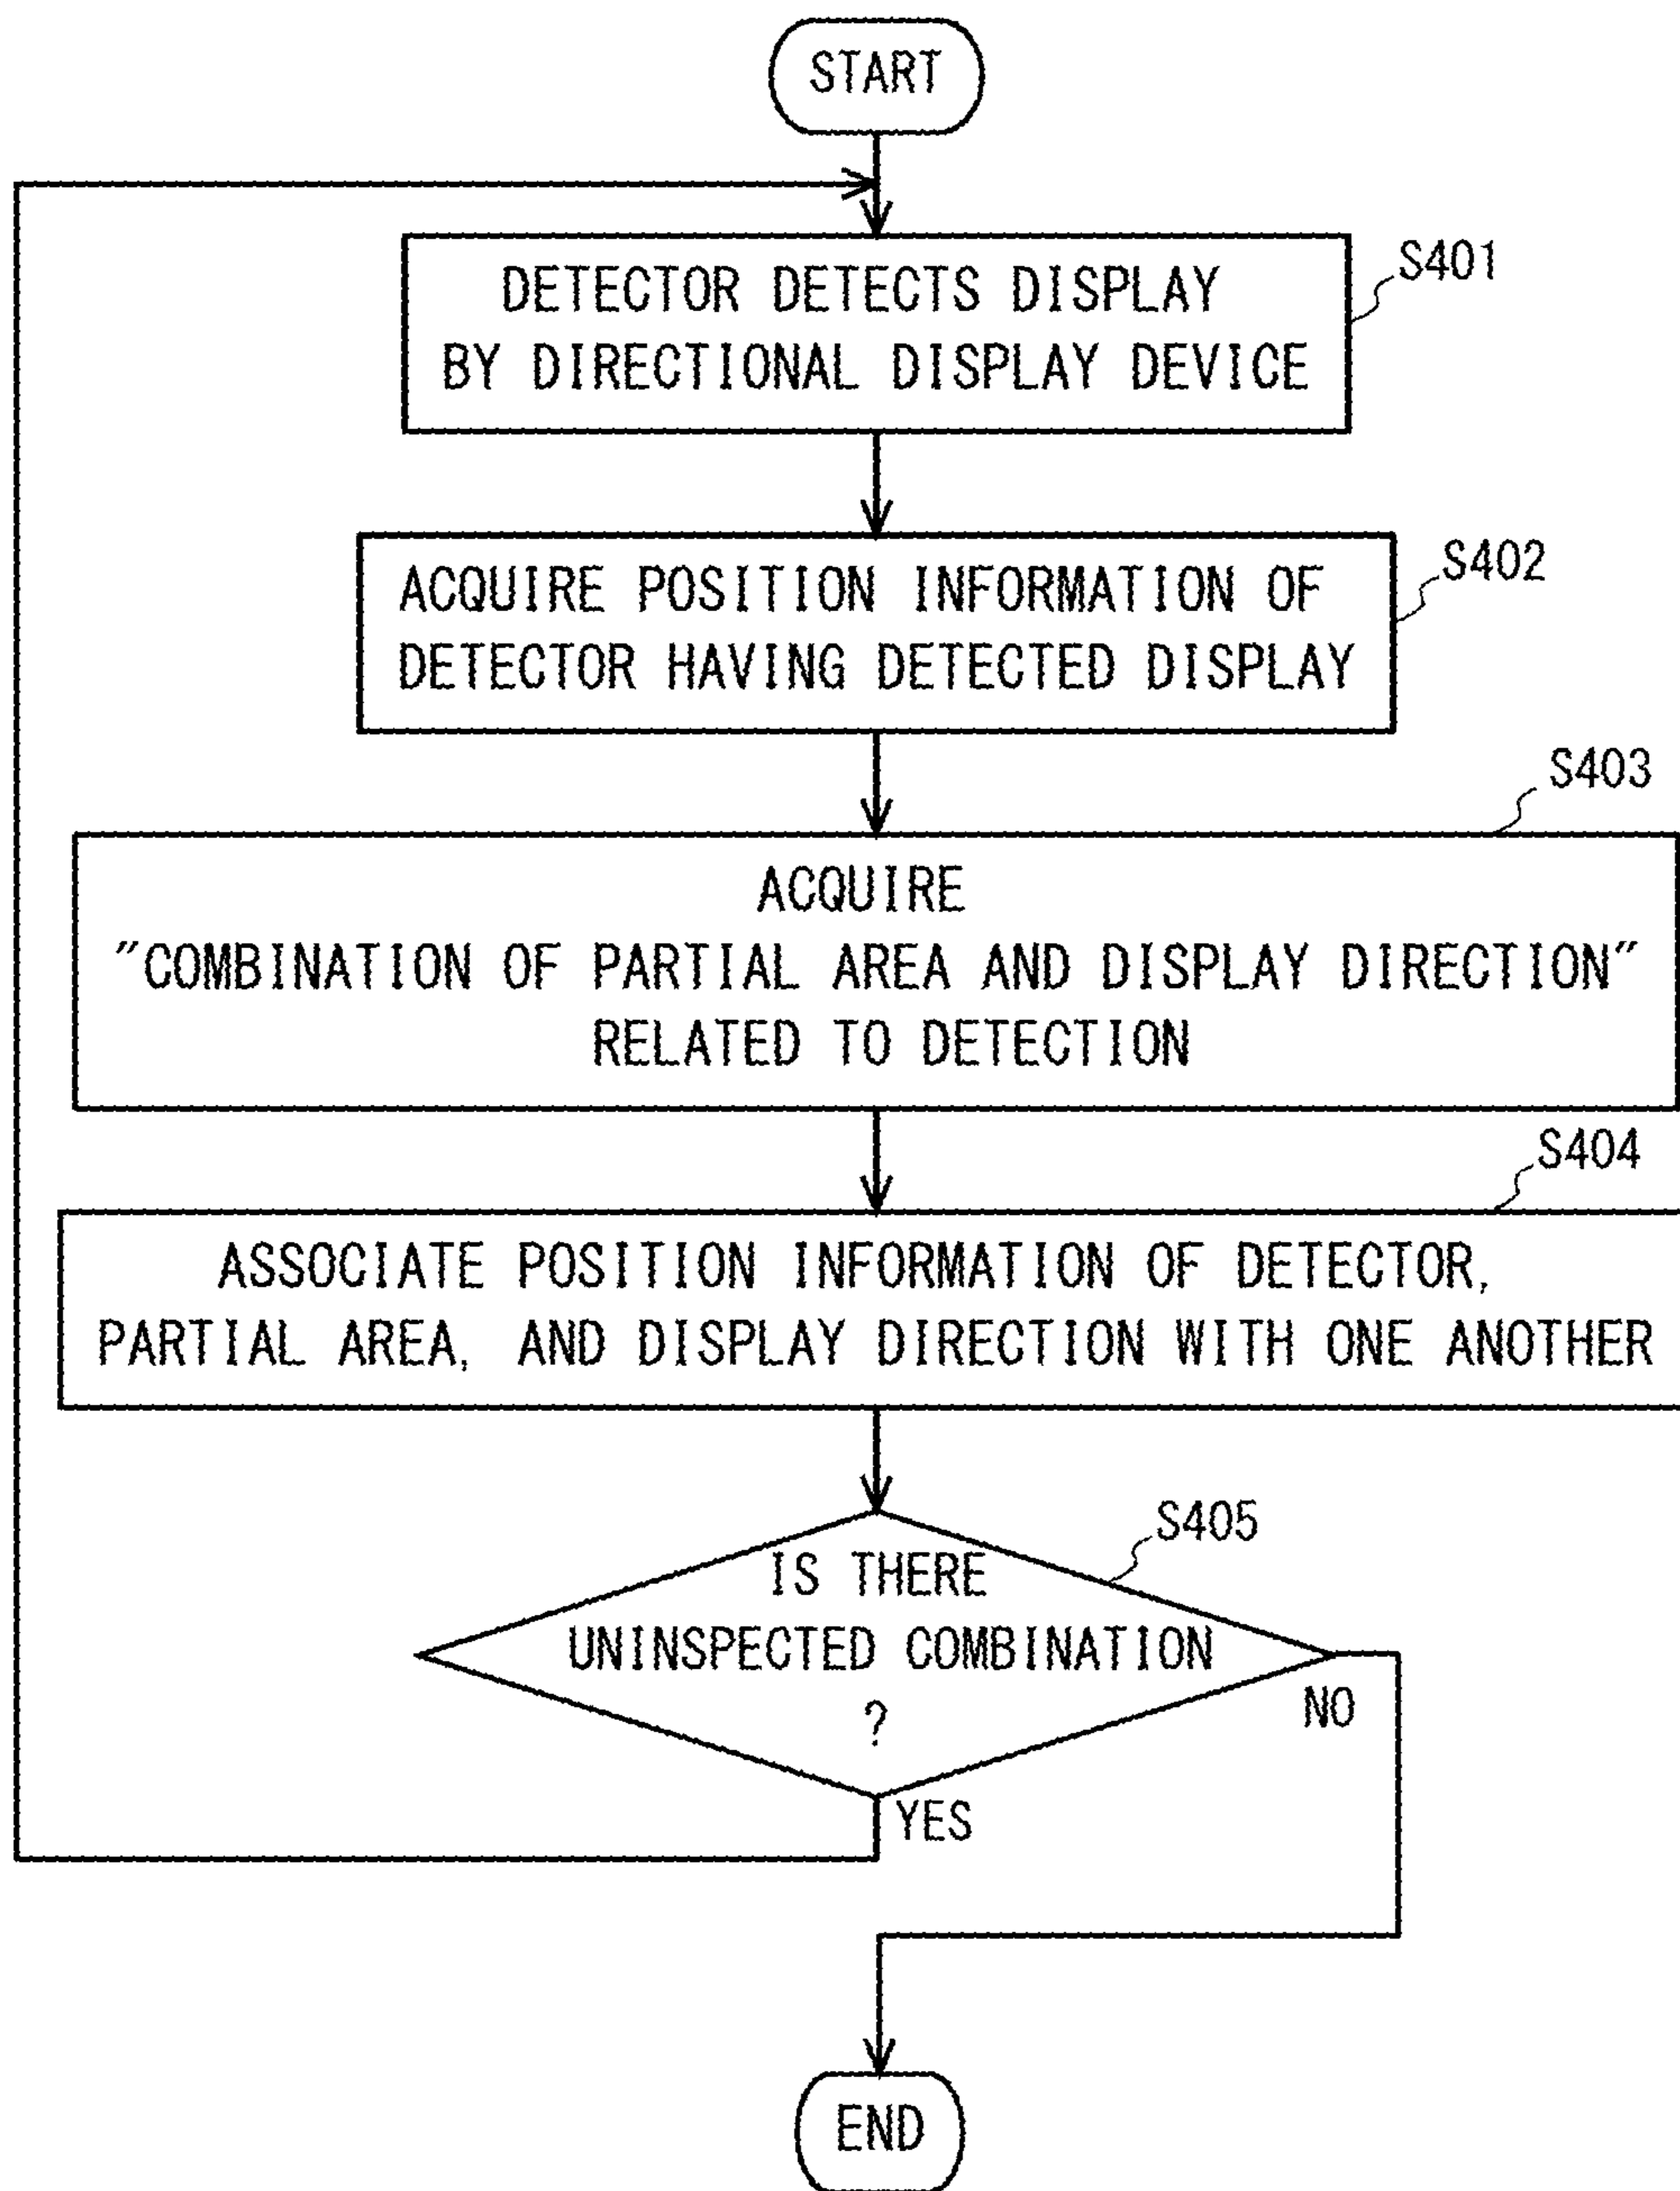 START
S401
DETECTOR DETECTS DISPLAY
BY DIRECTIONAL DISPLAY DEVICE
S402
ACQUIRE POSITION INFORMATION OF
DETECTOR HAVING DETECTED DISPLAY
S403
ACQUIRE
"COMBINATION OF PARTIAL AREA AND DISPLAY DIRECTION"
RELATED TO DETECTION
S404
ASSOCIATE POSITION INFORMATION OF DETECTOR,
PARTIAL AREA, AND DISPLAY DIRECTION WITH ONE ANOTHER
S405
IS THERE
UNINSPECTED COMBINATION
?
NO
YES
END